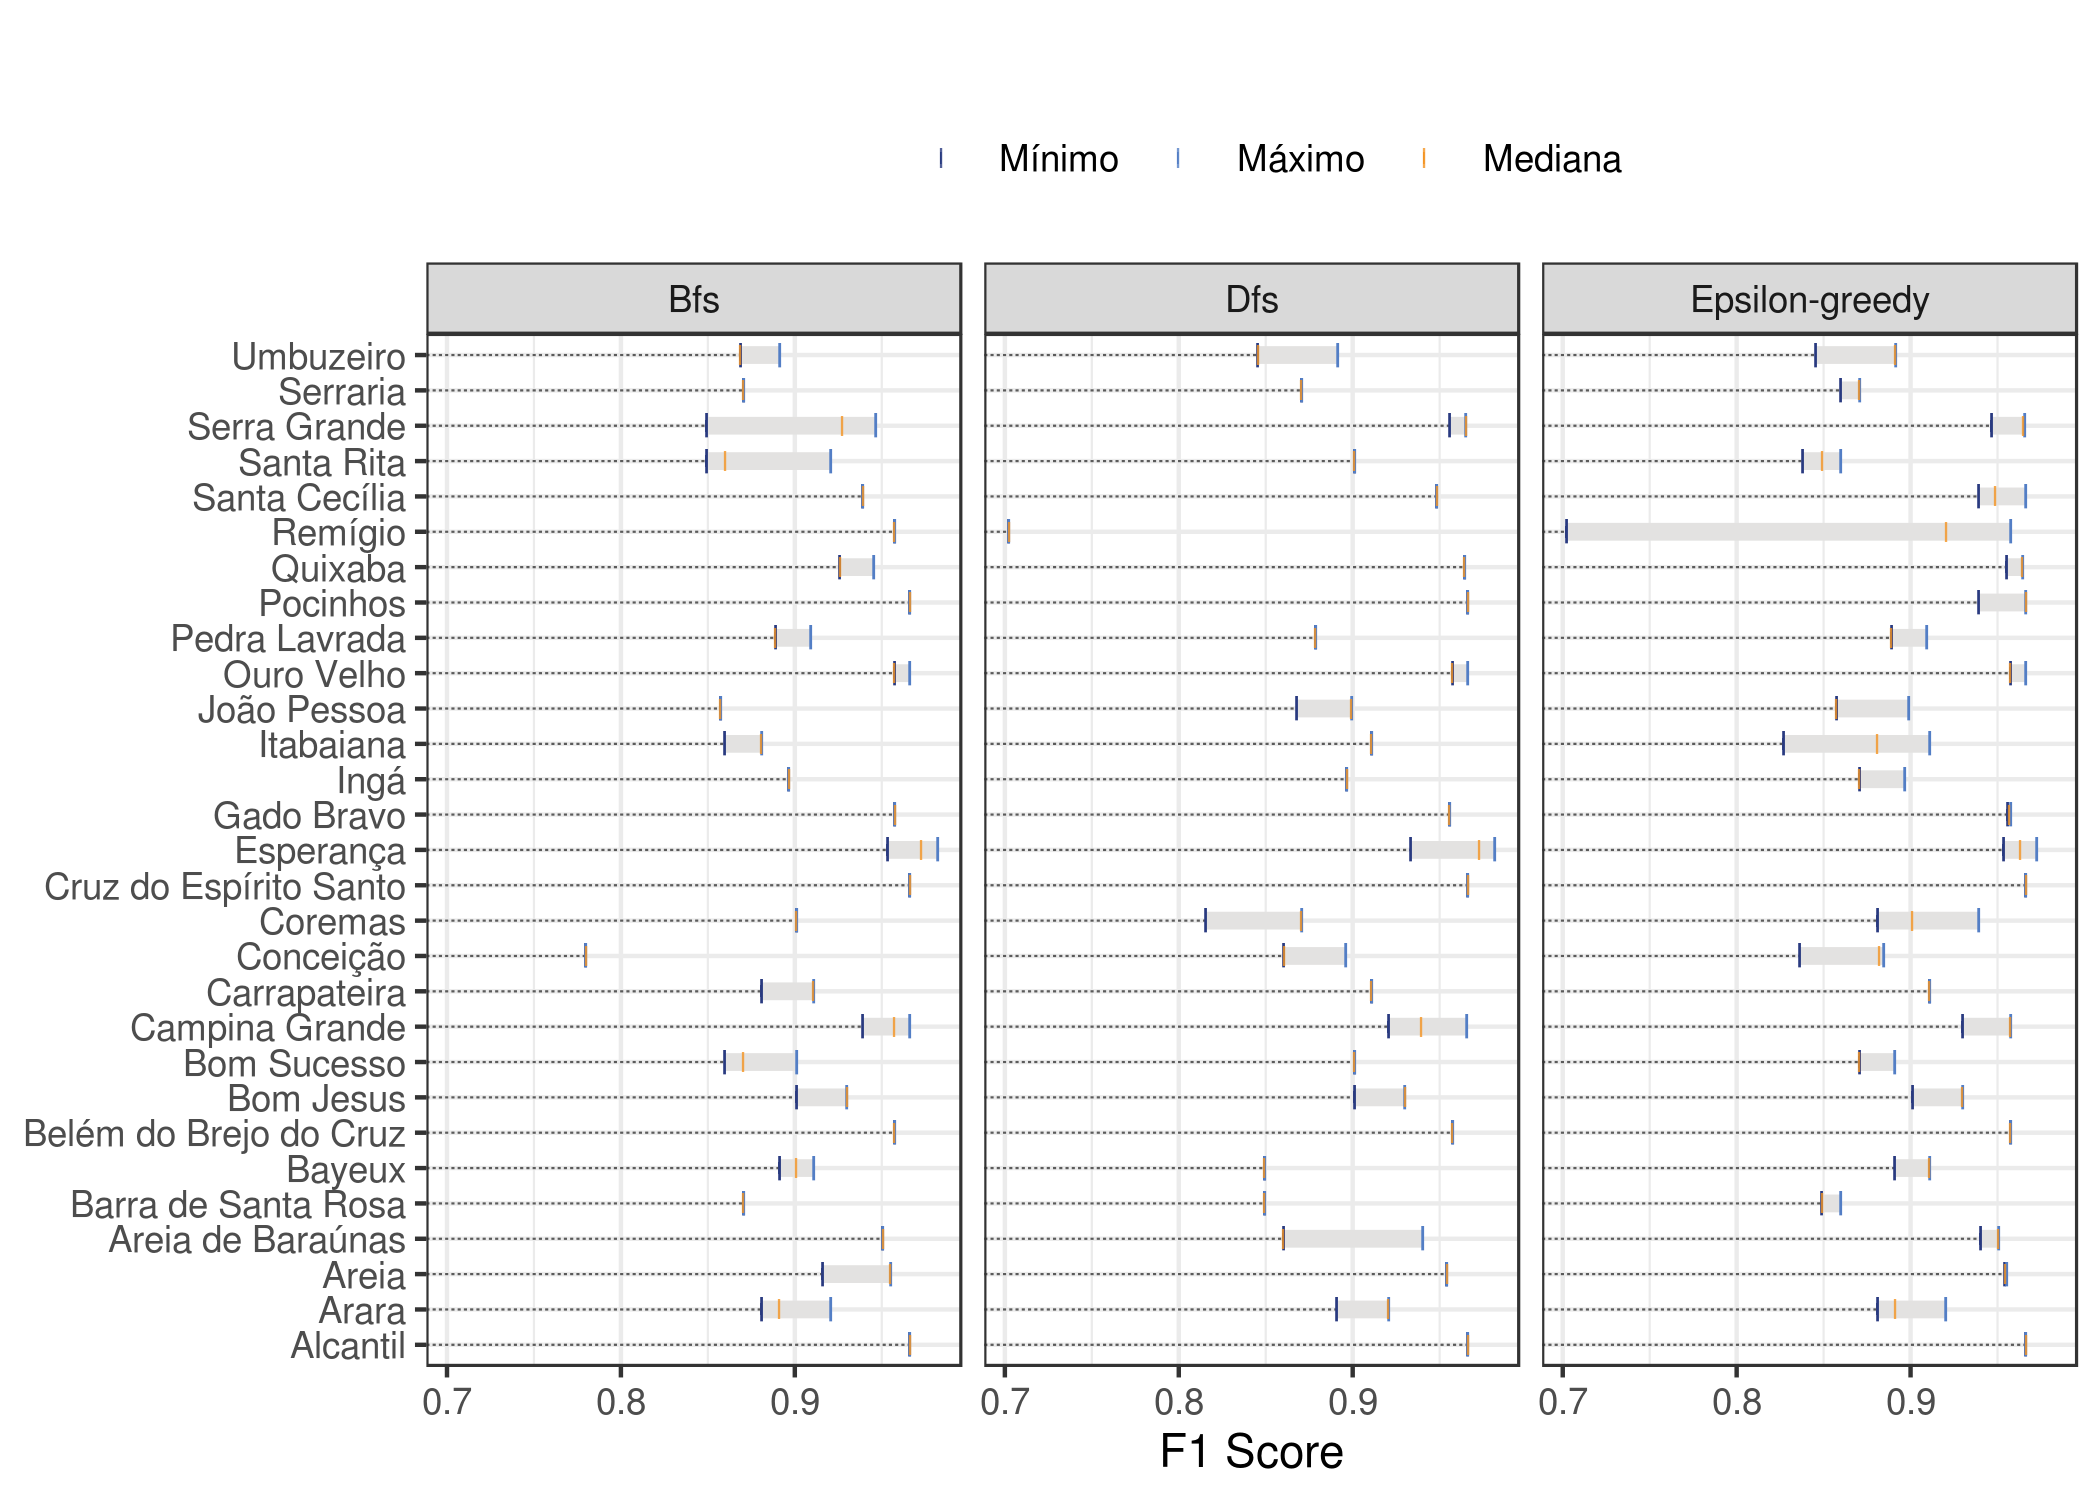 Mínimo Máximo Mediana
Bfs Dfs Epsilon-greedy
Umbuzeiro
Serraria
Serra Grande
Santa Rita
Santa Cecília
Remígio
Quixaba
Pocinhos
Pedra Lavrada
Ouro Velho
João Pessoa
Itabaiana
Ingá
Gado Bravo
Esperança
Cruz do Espírito Santo
Coremas
Conceição
Carrapateira
Campina Grande
Bom Sucesso
Bom Jesus
Belém do Brejo do Cruz
Bayeux
Barra de Santa Rosa
Areia de Baraúnas
Areia
Arara
Alcantil
0.7 0.8 0.9 0.7 0.8 0.9 0.7 0.8 0.9
F1 Score